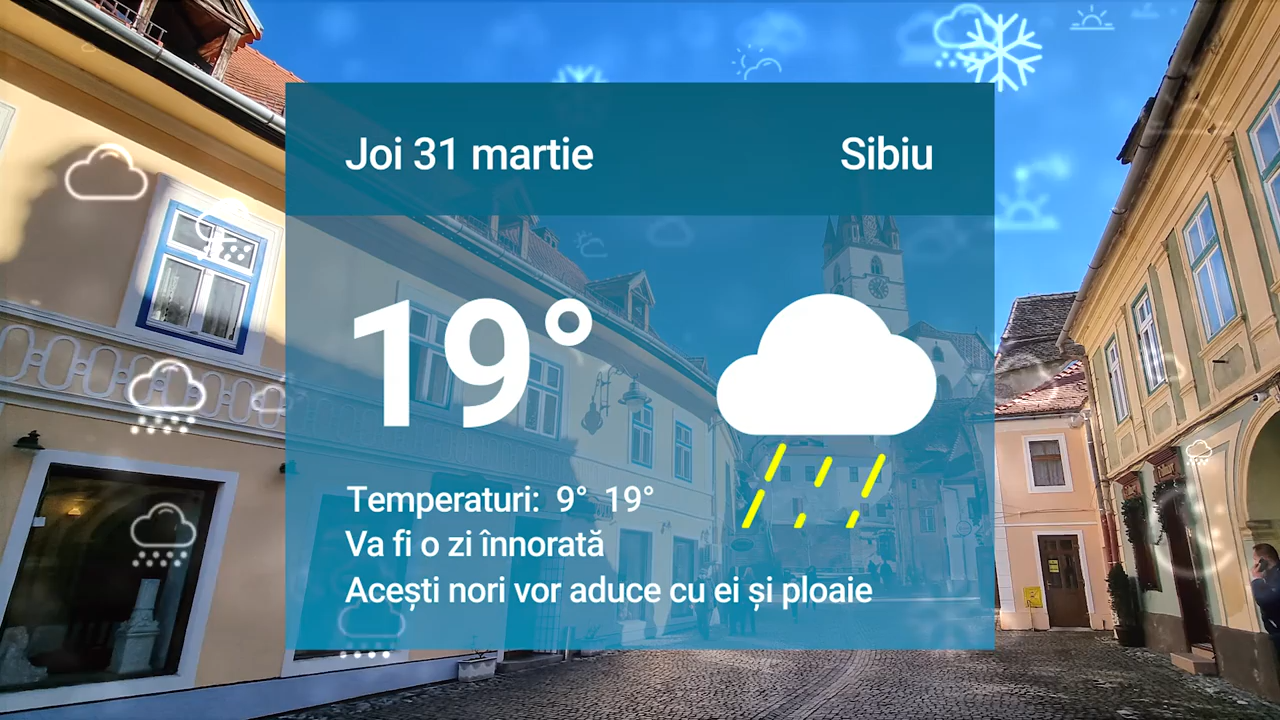 Joi 31 martie
Sibiu
19°
Temperaturi: 9° 19°
Va fi o zi înnorată
Acești nori vor aduce cu ei și ploaie